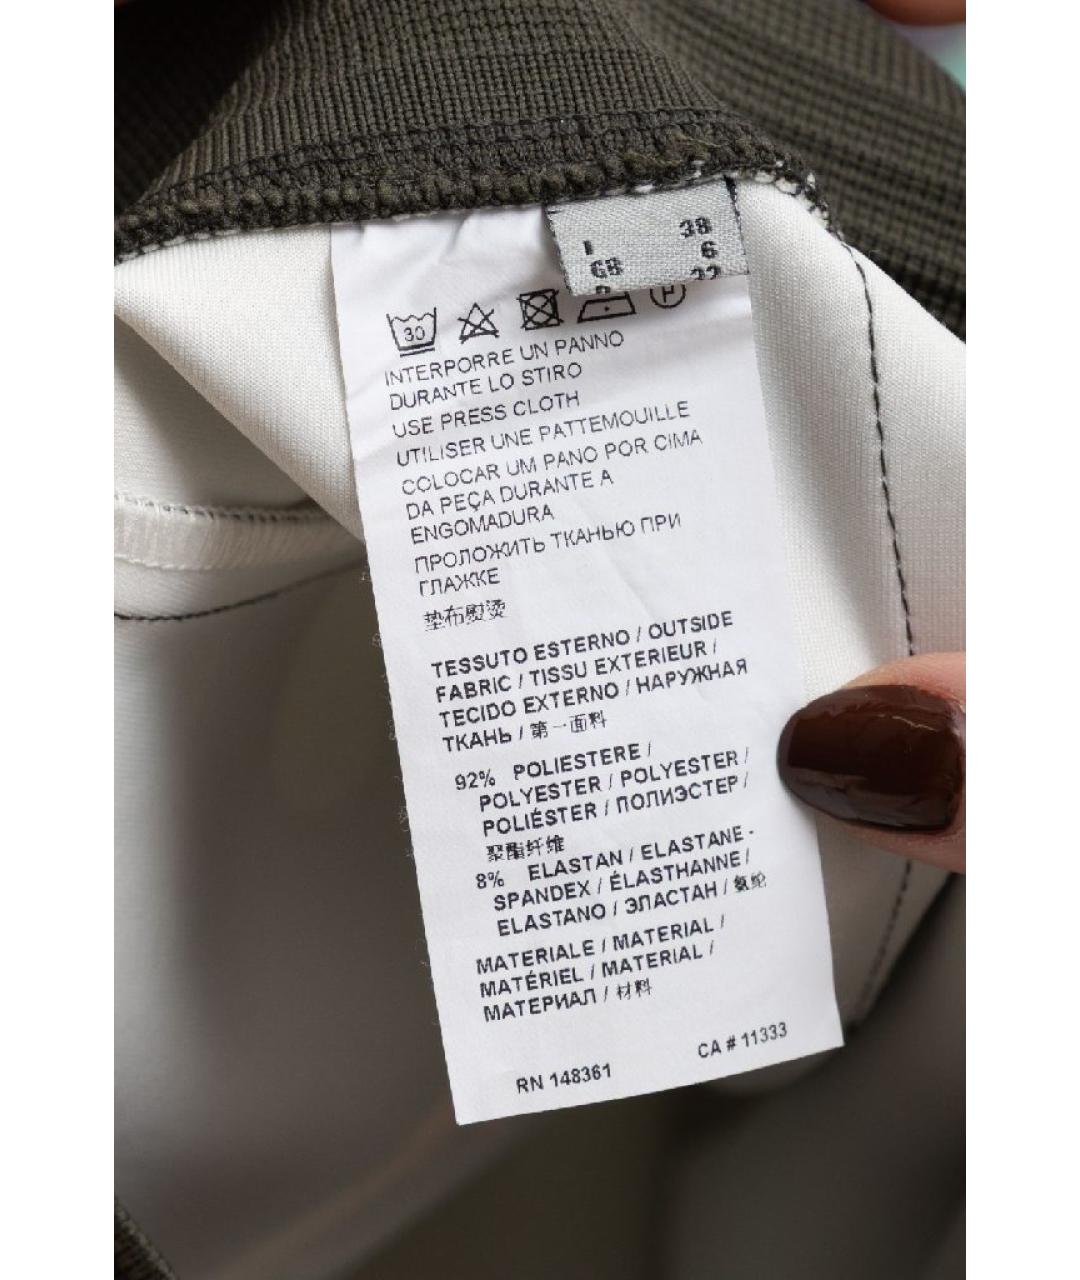 I 38
GB 6
30
P
INTERPORRE UN PANNO
DURANTE LO STIRO
USE PRESS CLOTH
UTILISER UNE PATTEMOUILLE
COLOCAR UM PANO POR CIMA
DA PEÇA DURANTE A
ENGOMADURA
ПРОЛОЖИТЬ ТКАНЬЮ ПРИ
ГЛАЖКЕ
垫布熨烫
TESSUTO ESTERNO / OUTSIDE
FABRIC / TISSU EXTERIEUR /
TECIDO EXTERNO / НАРУЖНАЯ
ТКАНЬ / 第一面料
92% POLIESTERE /
POLYESTER / POLYESTER /
POLIÉSTER / ПОЛИЭСТЕР /
聚酯纤维
8% ELASTAN / ELASTANE -
SPANDEX / ÉLASTHANNE /
ELASTANO / ЭЛАСТАН / 氨纶
MATERIALE / MATERIAL /
MATÉRIEL / MATERIAL /
МАТЕРИАЛ / 材料
RN 148361 CA # 11333